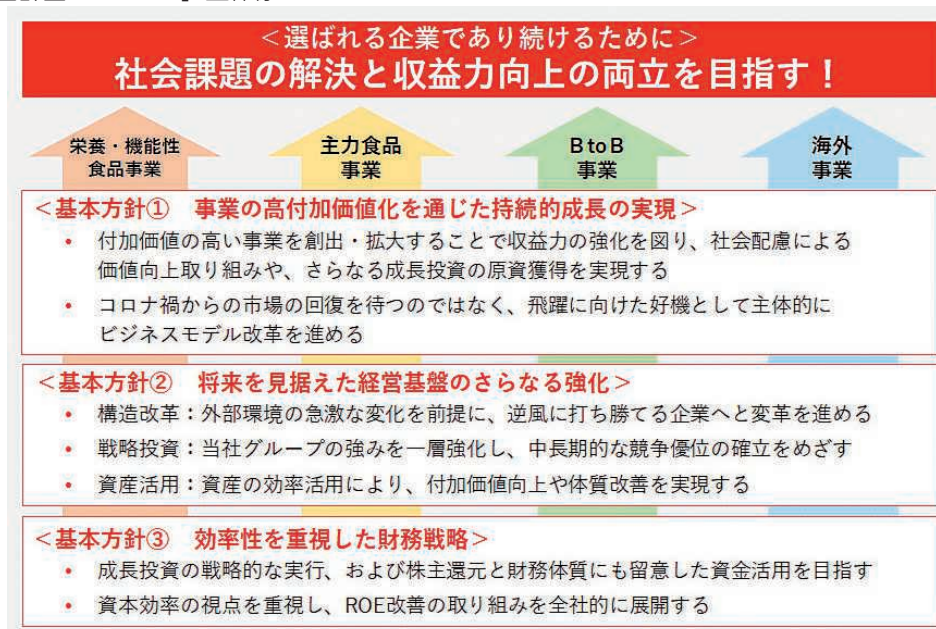 <選ばれる企業であり続けるために>
社会課題の解決と収益力向上の両立を目指す！
栄養・機能性
食品事業
主力食品
事業
BtoB
事業
海外
事業
<基本方針① 事業の高付加価値化を通じた持続的成長の実現>
• 付加価値の高い事業を創出・拡大することで収益力の強化を図り、社会配慮による
価値向上取り組みや、さらなる成長投資の原資獲得を実現する
• コロナ禍からの市場の回復を待つのではなく、飛躍に向けた好機として主体的に
ビジネスモデル改革を進める
<基本方針② 将来を見据えた経営基盤のさらなる強化>
• 構造改革：外部環境の急激な変化を前提に、逆風に打ち勝てる企業へと変革を進める
• 戦略投資：当社グループの強みを一層強化し、中長期的な競争優位の確立をめざす
• 資産活用：資産の効率活用により、付加価値向上や体質改善を実現する
<基本方針③ 効率性を重視した財務戦略>
• 成長投資の戦略的な実行、および株主還元と財務体質にも留意した資金活用を目指す
• 資本効率の視点を重視し、ROE改善の取り組みを全社的に展開する